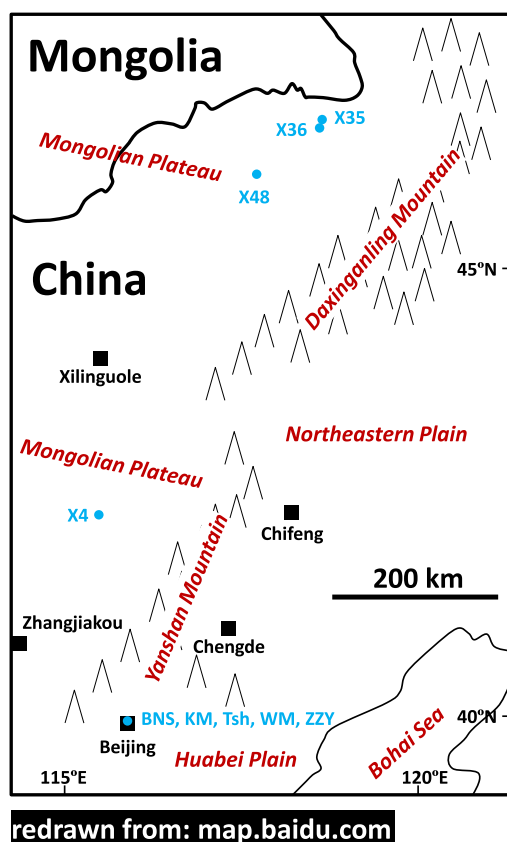 Mongolia
X35
X36
Mongolian Plateau
X48
Daxinganling Mountain
China
45ºN
Xilinguole
Northeastern Plain
Mongolian Plateau
X4
Chifeng
Yanshan Mountain
200 km
Zhangjiakou
Chengde
BNS, KM, Tsh, WM, ZZY
40ºN
Beijing
Bohai Sea
Huabei Plain
115ºE
120ºE
redrawn from: map.baidu.com